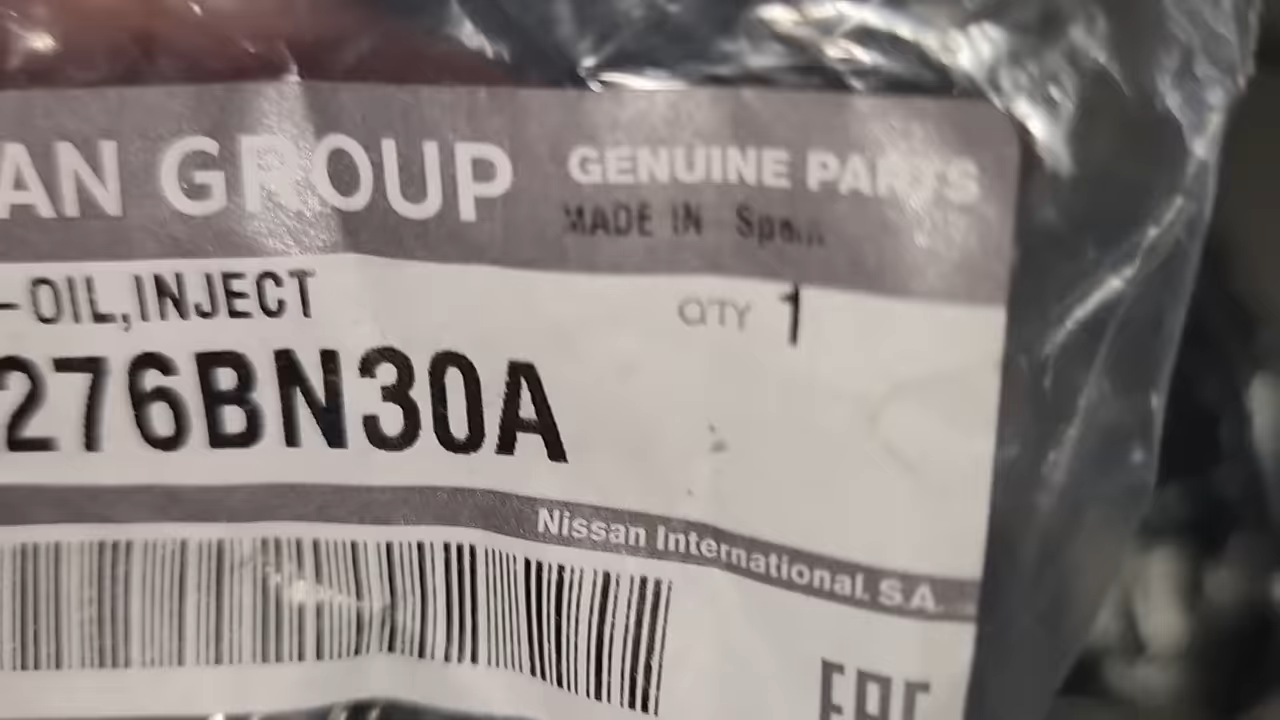 AN GROUP
GENUINE PARTS
MADE IN Spain
-OIL,INJECT
QTY 1
276BN30A
Nissan International. S.A.
EAC